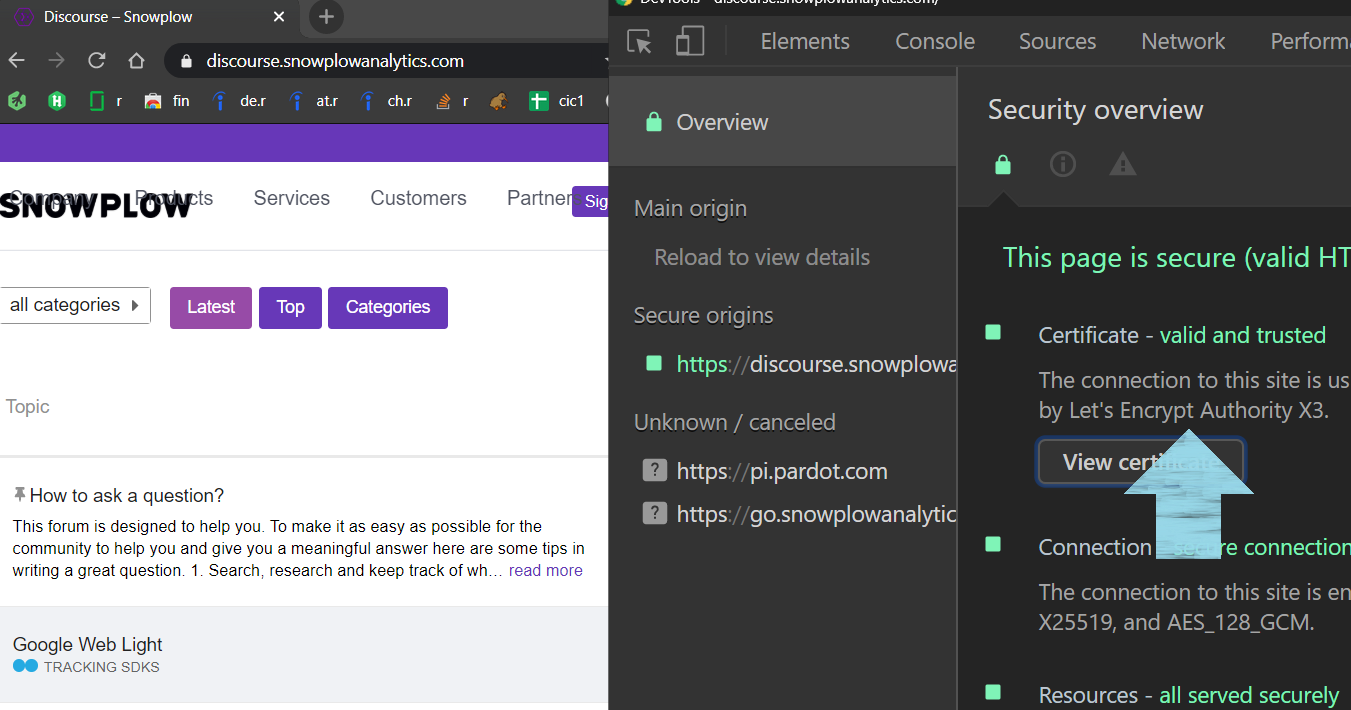 Discourse – Snowplow
discourse.snowplowanalytics.com
r
fin
de.r
at.r
ch.r
r
cic1
Company
Products
Services
Customers
Partners
Sig
SNOWPLOW
all categories
Latest
Top
Categories
Topic
How to ask a question?
This forum is designed to help you. To make it as easy as possible for the
community to help you and give you a meaningful answer here are some tips in
writing a great question. 1. Search, research and keep track of wh… read more
Google Web Light
TRACKING SDKS
DevTools - discourse.snowplowanalytics.com/
Elements
Console
Sources
Network
Performa
Overview
Main origin
Reload to view details
Secure origins
https://discourse.snowplowa
Unknown / canceled
https://pi.pardot.com
https://go.snowplowanalytic
Security overview
This page is secure (valid HT
Certificate - valid and trusted
The connection to this site is us
by Let's Encrypt Authority X3.
View certificate
Connection - secure connection
The connection to this site is en
X25519, and AES_128_GCM.
Resources - all served securely